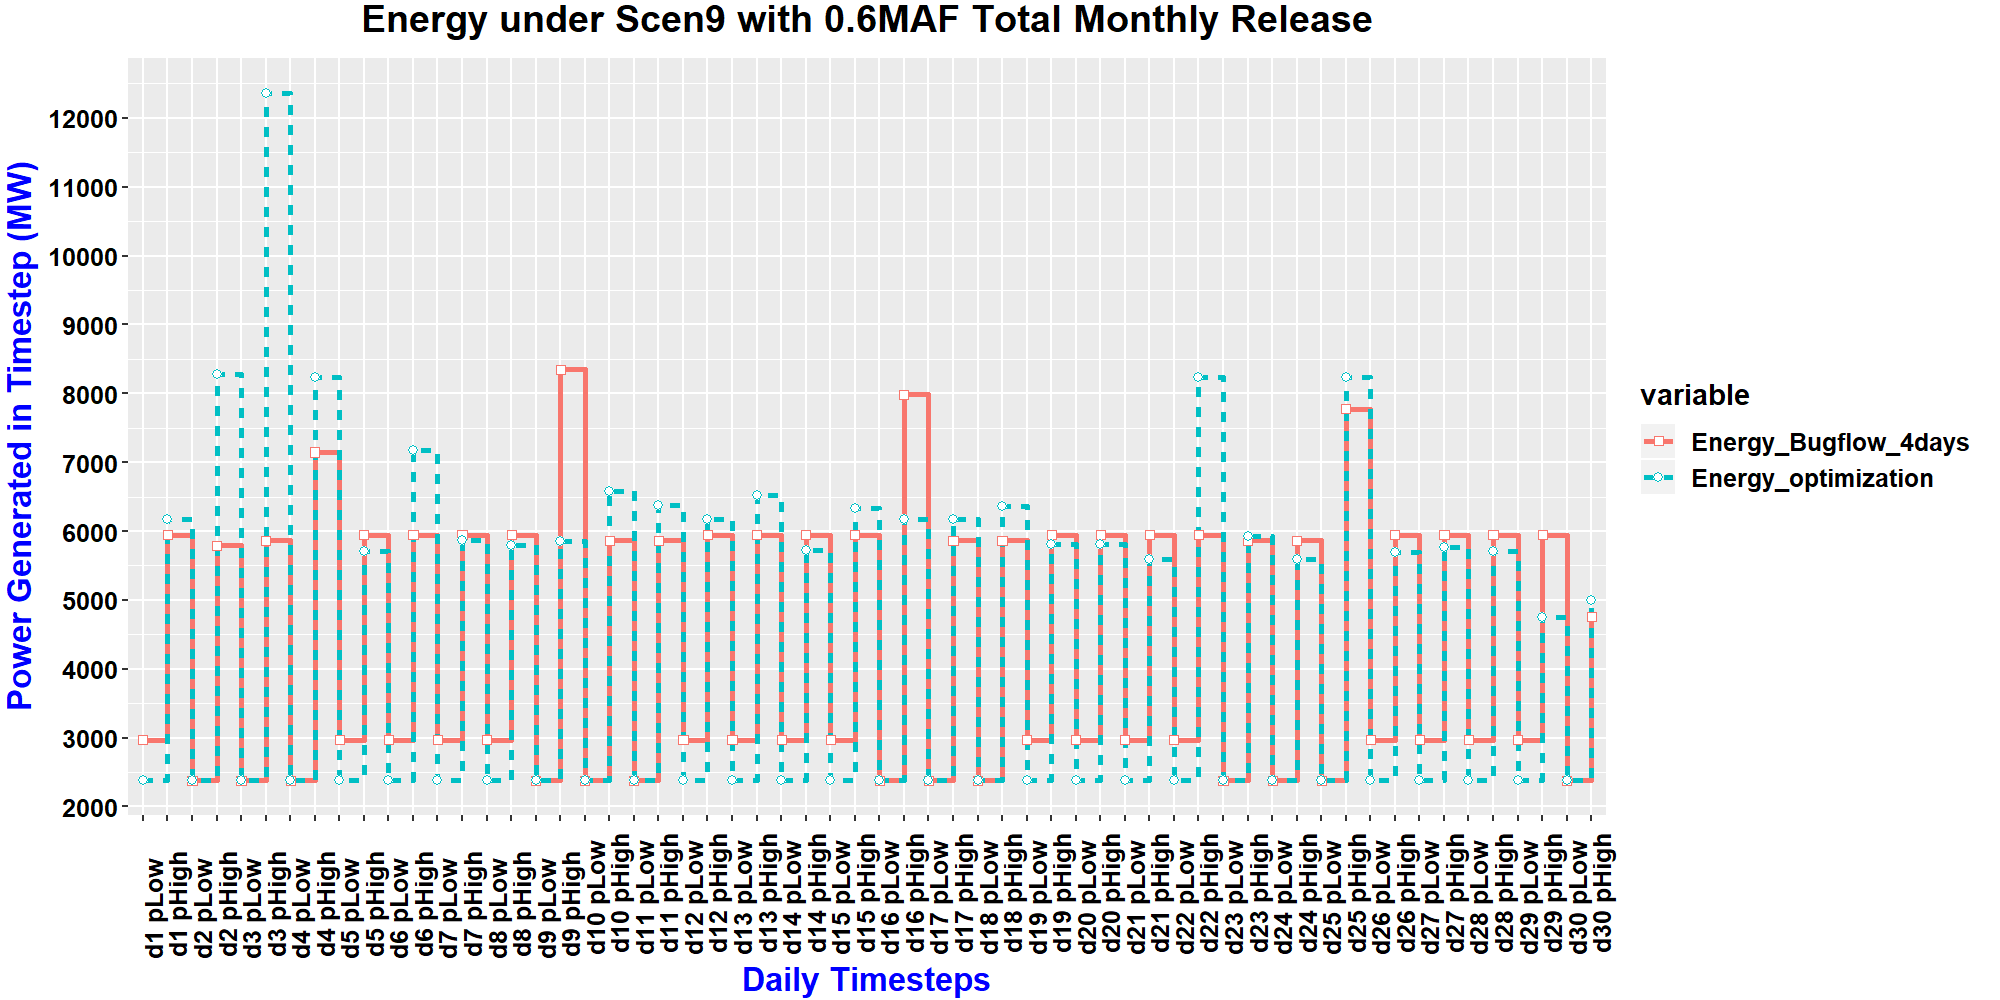 Energy under Scen9 with 0.6MAF Total Monthly Release
Power Generated in Timestep (MW)
12000
11000
10000
9000
8000
7000
6000
5000
4000
3000
2000
d1 pLow
d1 pHigh
d2 pLow
d2 pHigh
d3 pLow
d3 pHigh
d4 pLow
d4 pHigh
d5 pLow
d5 pHigh
d6 pLow
d6 pHigh
d7 pLow
d7 pHigh
d8 pLow
d8 pHigh
d9 pLow
d9 pHigh
d10 pLow
d10 pHigh
d11 pLow
d11 pHigh
d12 pLow
d12 pHigh
d13 pLow
d13 pHigh
d14 pLow
d14 pHigh
d15 pLow
d15 pHigh
d16 pLow
d16 pHigh
d17 pLow
d17 pHigh
d18 pLow
d18 pHigh
d19 pLow
d19 pHigh
d20 pLow
d20 pHigh
d21 pLow
d21 pHigh
d22 pLow
d22 pHigh
d23 pLow
d23 pHigh
d24 pLow
d24 pHigh
d25 pLow
d25 pHigh
d26 pLow
d26 pHigh
d27 pLow
d27 pHigh
d28 pLow
d28 pHigh
d29 pLow
d29 pHigh
d30 pLow
d30 pHigh
Daily Timesteps
variable
Energy_Bugflow_4days
Energy_optimization